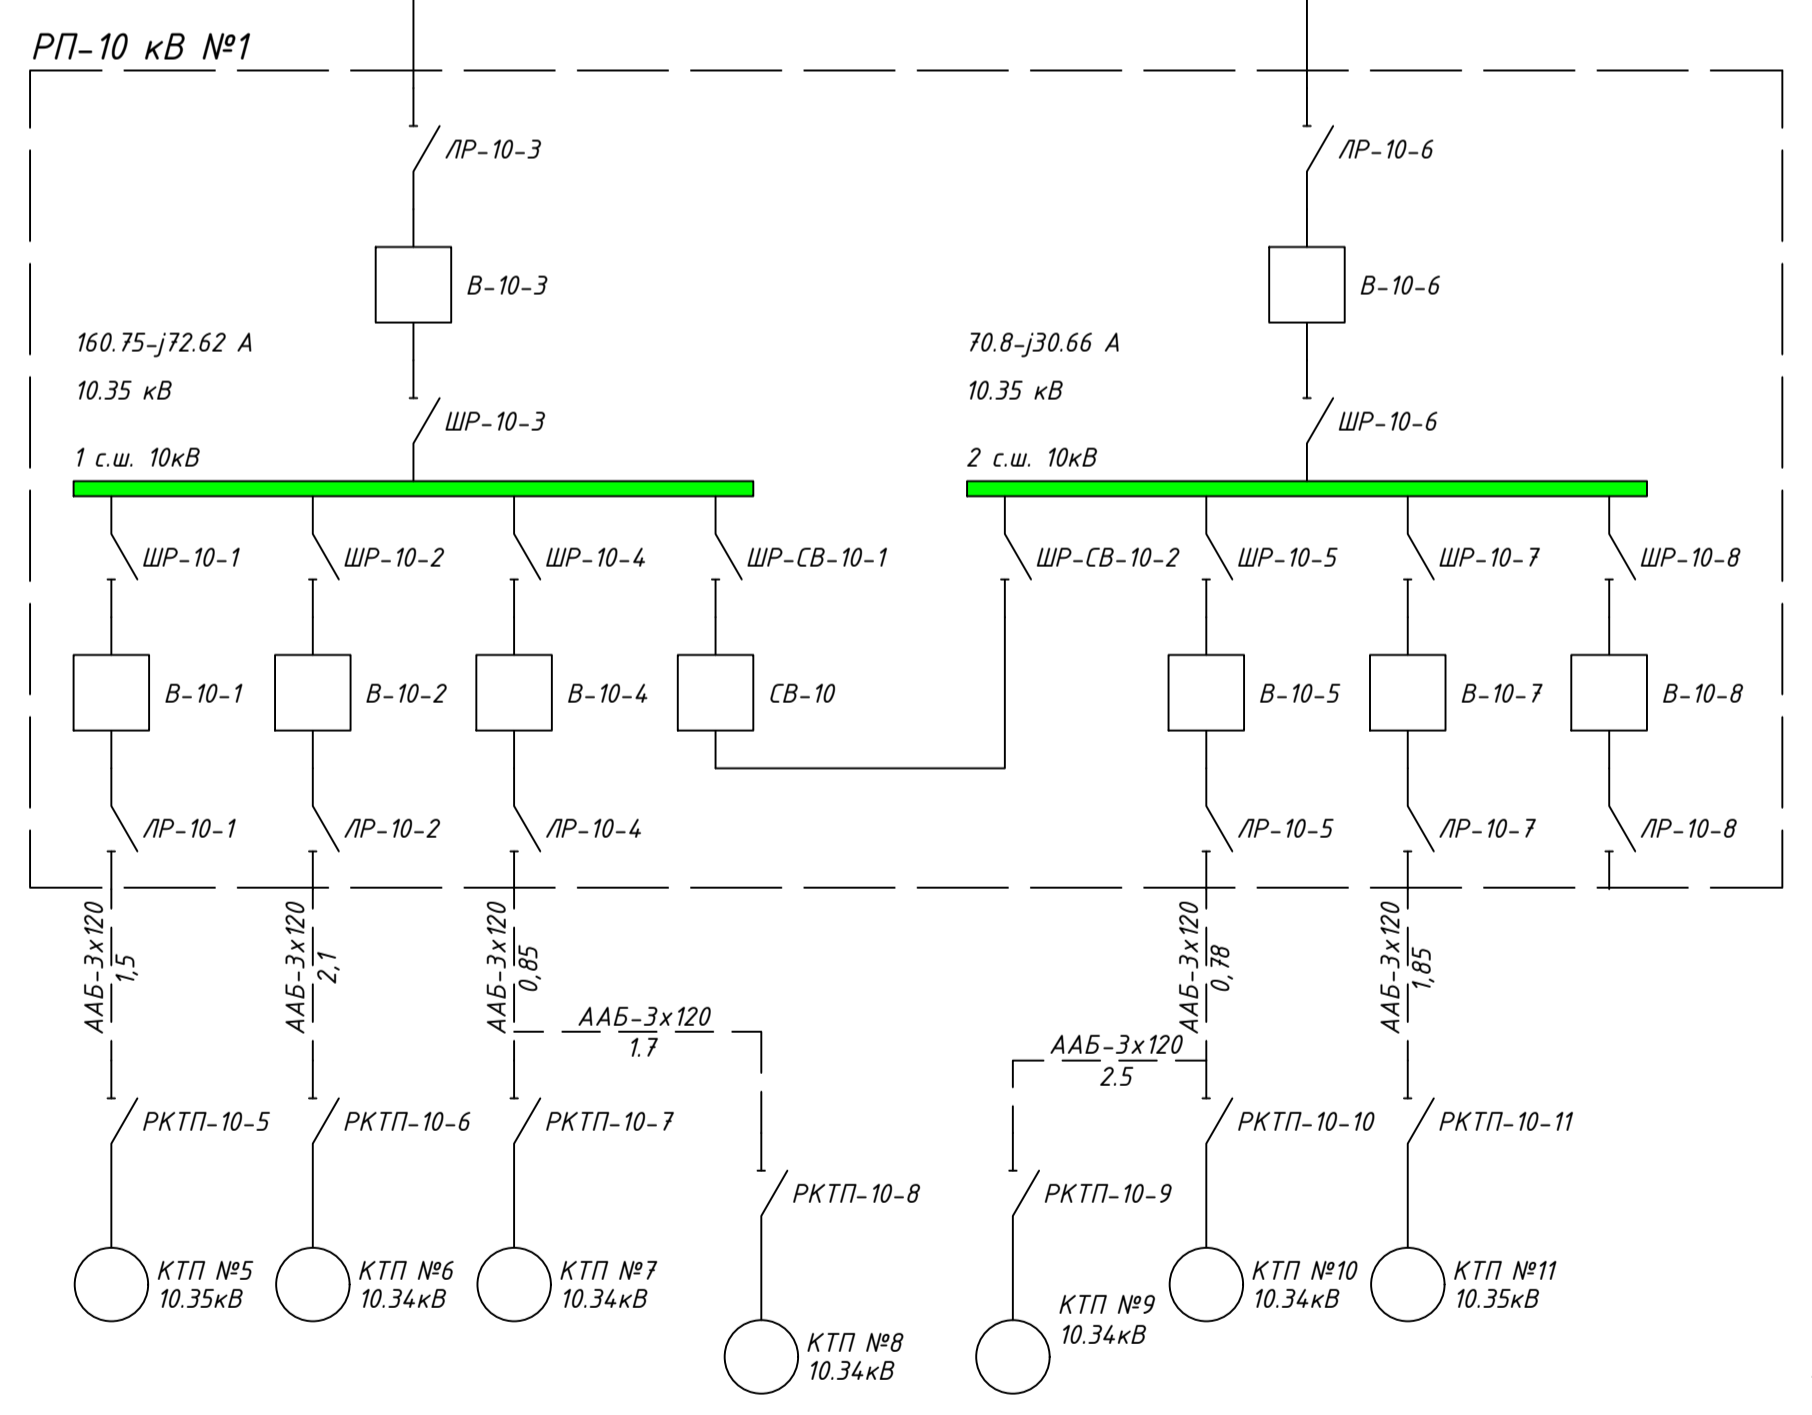 РП-10 кВ №1
ЛР-10-3
ЛР-10-6
В-10-3
В-10-6
160.75-j72.62 А
70.8-j30.66 А
10.35 кВ
10.35 кВ
ШР-10-3
ШР-10-6
1 с.ш. 10кВ
2 с.ш. 10кВ
ШР-10-1
ШР-10-2
ШР-10-4
ШР-СВ-10-1
ШР-СВ-10-2
ШР-10-5
ШР-10-7
ШР-10-8
В-10-1
В-10-2
В-10-4
СВ-10
В-10-5
В-10-7
В-10-8
ЛР-10-1
ЛР-10-2
ЛР-10-4
ЛР-10-5
ЛР-10-7
ЛР-10-8
ААБ-3х120
1,5
ААБ-3х120
2,1
ААБ-3х120
0,85
ААБ-3х120
0,78
ААБ-3х120
1,85
ААБ-3х120
1.7
ААБ-3х120
2.5
РКТП-10-5
РКТП-10-6
РКТП-10-7
РКТП-10-10
РКТП-10-11
РКТП-10-8
РКТП-10-9
КТП №5
10.35кВ
КТП №6
10.34кВ
КТП №7
10.34кВ
КТП №10
10.34кВ
КТП №11
10.35кВ
КТП №9
10.34кВ
КТП №8
10.34кВ